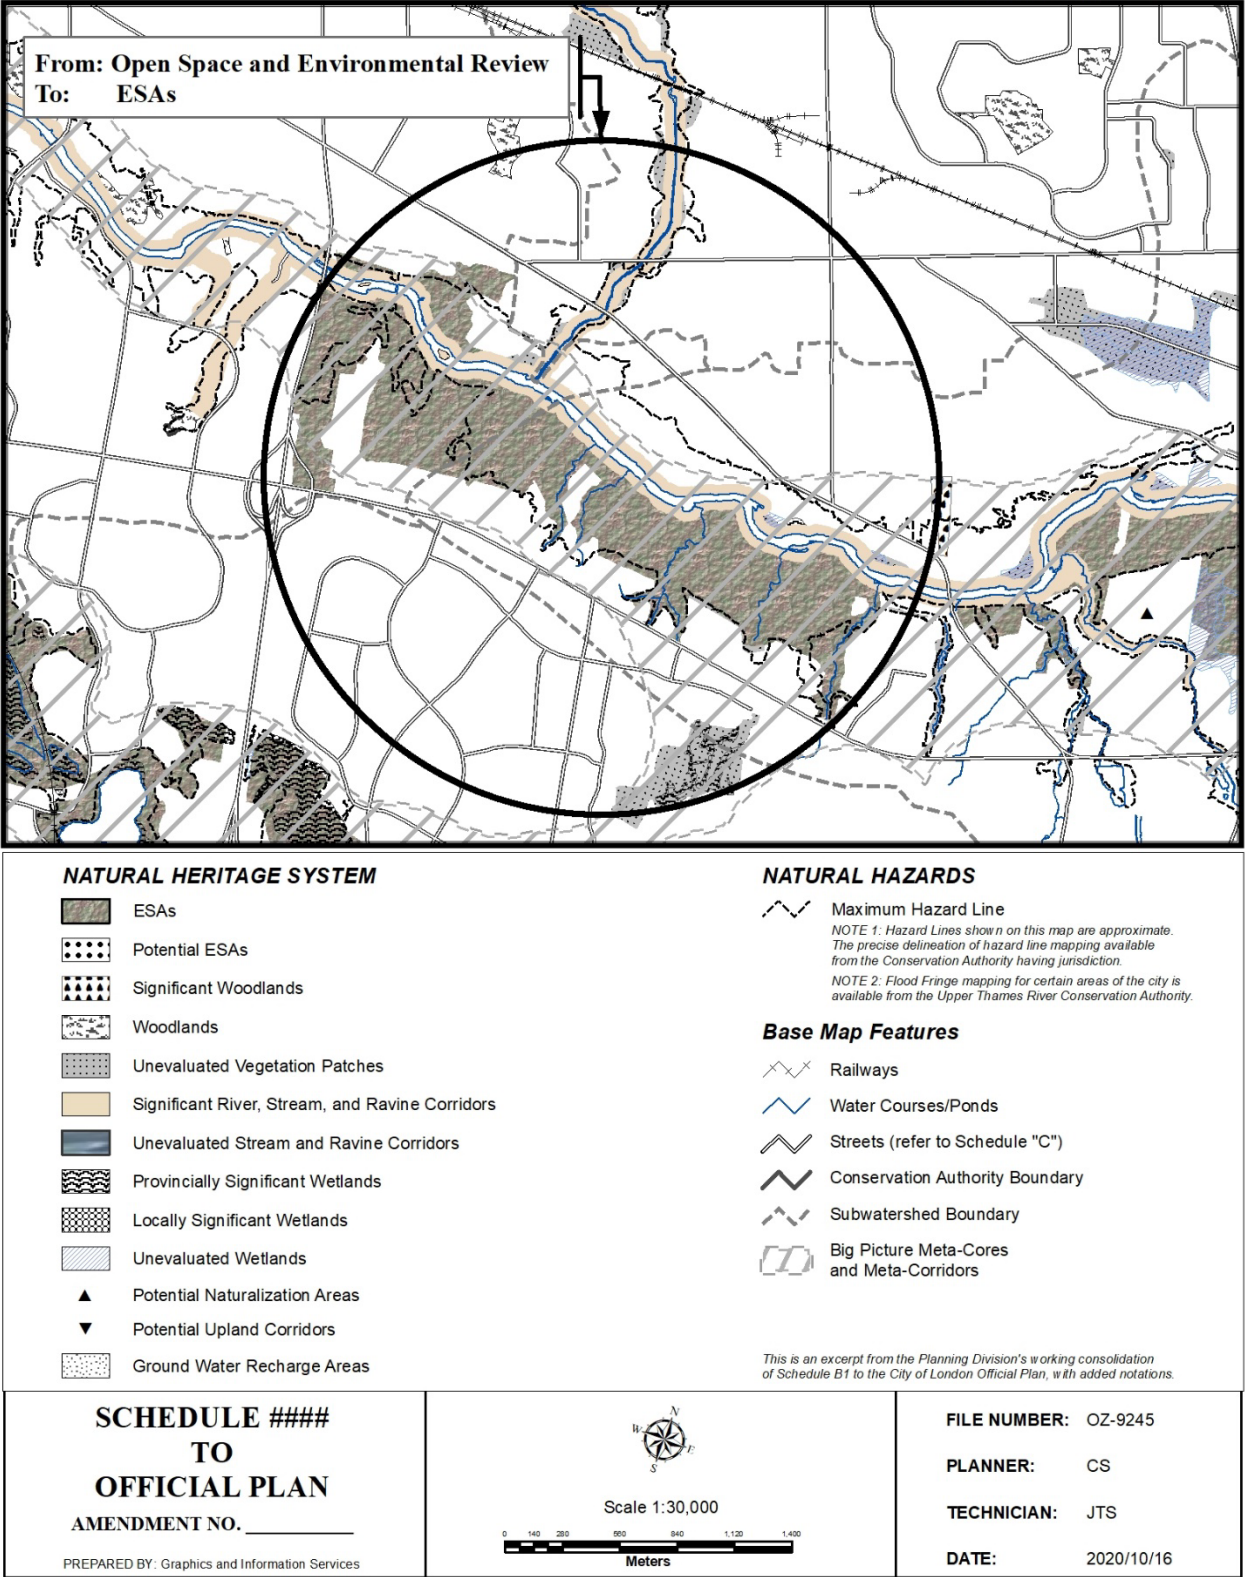 From: Open Space and Environmental Review
To: ESAs
NATURAL HERITAGE SYSTEM
ESAs
Potential ESAs
Significant Woodlands
Woodlands
Unevaluated Vegetation Patches
Significant River, Stream, and Ravine Corridors
Unevaluated Stream and Ravine Corridors
Provincially Significant Wetlands
Locally Significant Wetlands
Unevaluated Wetlands
Potential Naturalization Areas
Potential Upland Corridors
Ground Water Recharge Areas
NATURAL HAZARDS
Maximum Hazard Line
NOTE 1: Hazard Lines shown on this map are approximate.
The precise delineation of hazard line mapping available
from the Conservation Authority having jurisdiction.
NOTE 2: Flood Fringe mapping for certain areas of the city is
available from the Upper Thames River Conservation Authority.
Base Map Features
Railways
Water Courses/Ponds
Streets (refer to Schedule "C")
Conservation Authority Boundary
Subwatershed Boundary
Big Picture Meta-Cores
and Meta-Corridors
This is an excerpt from the Planning Division's working consolidation
of Schedule B1 to the City of London Official Plan, with added notations.
SCHEDULE ####
TO
OFFICIAL PLAN
AMENDMENT NO. ___________
PREPARED BY: Graphics and Information Services
N
W E
S
Scale 1:30,000
0 140 280 560 840 1,120 1,400
Meters
FILE NUMBER: OZ-9245
PLANNER: CS
TECHNICIAN: JTS
DATE: 2020/10/16